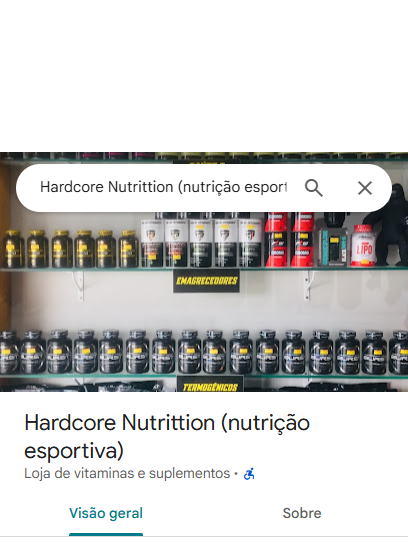 Hardcore Nutrittion (nutrição esport
LIPO
EMAGRECEDORES
TERMOGÊNICOS
Hardcore Nutrittion (nutrição
esportiva)
Loja de vitaminas e suplementos ·
Visão geral
Sobre